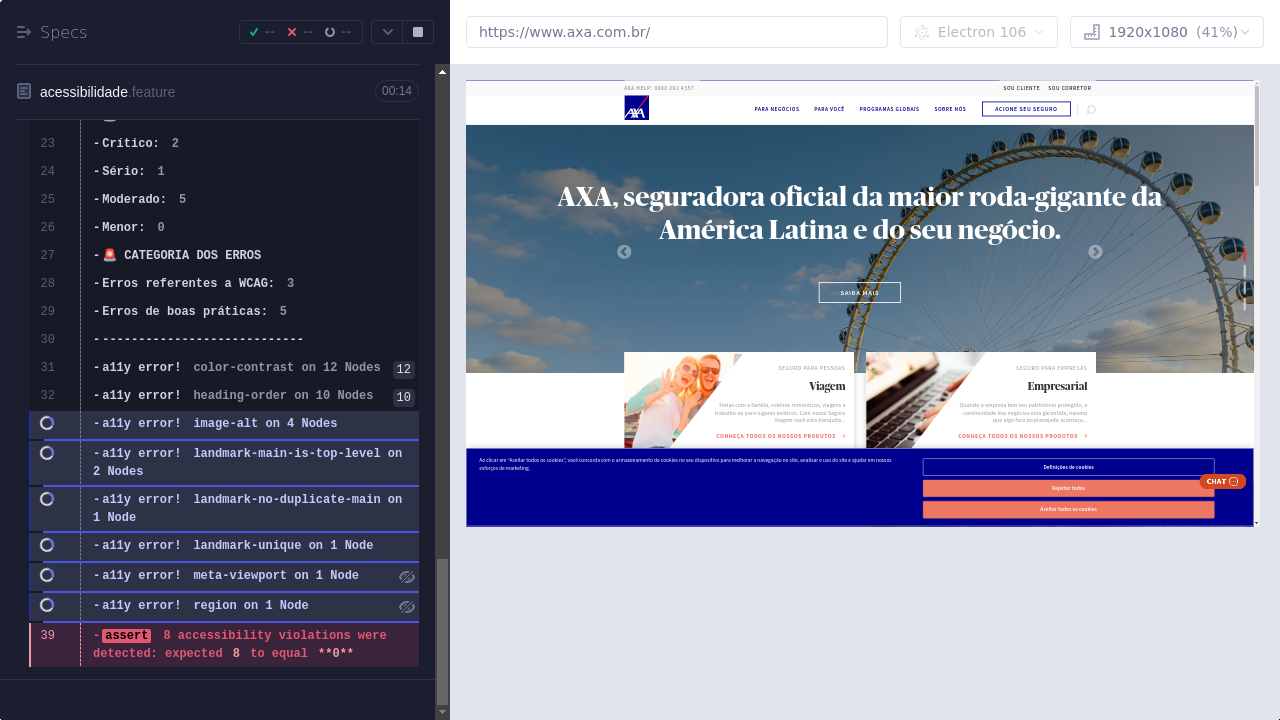 Specs
--
--
--
acessibilidade feature
00:14
23 -Crítico: 2
24 -Sério: 1
25 -Moderado: 5
26 -Menor: 0
27 -🚨 CATEGORIA DOS ERROS
28 -Erros referentes a WCAG: 3
29 -Erros de boas práticas: 5
30 -----------------------------
31 -a11y error! color-contrast on 12 Nodes 12
32 -a11y error! heading-order on 10 Nodes 10
-a11y error! image-alt on 4 Nodes
-a11y error! landmark-main-is-top-level on
-a11y error! landmark-no-duplicate-main on
1 Node
-a11y error! landmark-unique on 1 Node
-a11y error! meta-viewport on 1 Node
-a11y error! region on 1 Node
39 -assert 8 accessibility violations were
detected: expected 8 to equal **0**
https://www.axa.com.br/
Electron 106
1920x1080 (41%)
AXA HELP: 0800 292 4357
SOU CLIENTE SOU CORRETOR
AXA
PARA NEGÓCIOS PARA VOCÊ PROGRAMAS GLOBAIS SOBRE NÓS ACIONE SEU SEGURO
AXA, seguradora oficial da maior roda-gigante da
América Latina e do seu negócio.
SAIBA MAIS
SEGURO PARA PESSOAS
Viagem
Férias com a família, roteiros românticos, viagens a
trabalho ou para lugares exóticos. Com nosso Seguro
Viagem você está tranquilo...
CONHEÇA TODOS OS NOSSOS PRODUTOS
SEGURO PARA EMPRESAS
Empresarial
Quando a empresa tem seu patrimônio protegido, a
continuidade dos negócios está garantida, mesmo
que algo fora do planejado aconteça...
CONHEÇA TODOS OS NOSSOS PRODUTOS
Ao clicar em "Aceitar todos os cookies", você concorda com o armazenamento de cookies no seu dispositivo para melhorar a navegação no site, analisar o uso do site e ajudar em nossos
esforços de marketing.
Definições de cookies
Rejeitar todos
Aceitar todos os cookies
CHAT